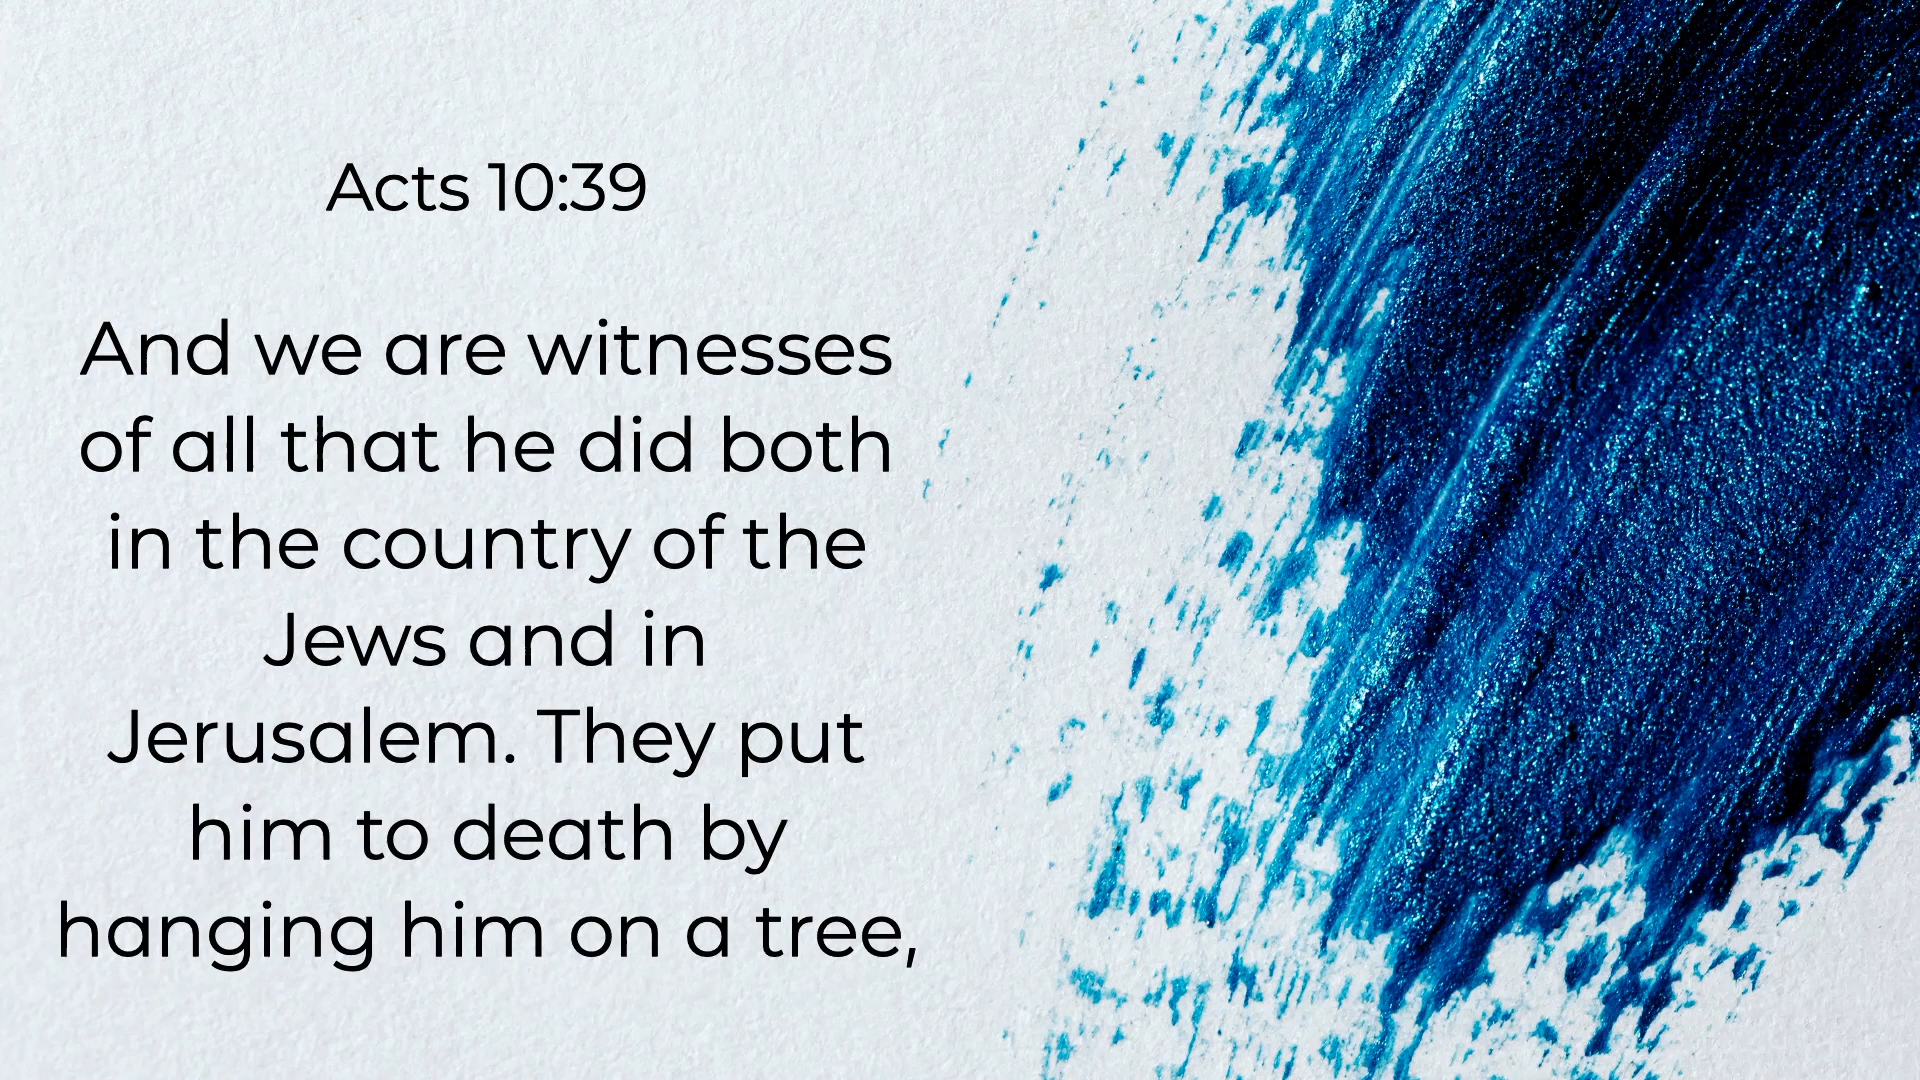 Acts 10:39
And we are witnesses
of all that he did both
in the country of the
Jews and in
Jerusalem. They put
him to death by
hanging him on a tree,